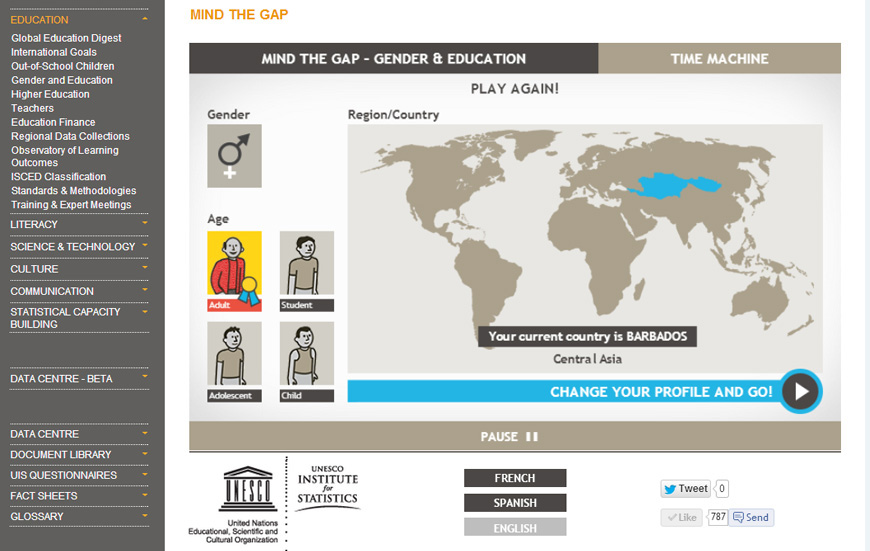 EDUCATION
Global Education Digest
International Goals
Out-of-School Children
Gender and Education
Higher Education
Teachers
Education Finance
Regional Data Collections
Observatory of Learning
Outcomes
ISCED Classification
Standards & Methodologies
Training & Expert Meetings
LITERACY
SCIENCE & TECHNOLOGY
CULTURE
COMMUNICATION
STATISTICAL CAPACITY
BUILDING
DATA CENTRE - BETA
DATA CENTRE
DOCUMENT LIBRARY
UIS QUESTIONNAIRES
FACT SHEETS
GLOSSARY
MIND THE GAP
MIND THE GAP - GENDER & EDUCATION
TIME MACHINE
PLAY AGAIN!
Gender
Region/Country
Age
Adult
Student
Adolescent
Child
Your current country is BARBADOS
Central Asia
CHANGE YOUR PROFILE AND GO!
PAUSE
UNESCO
United Nations
Educational, Scientific and
Cultural Organization
UNESCO
INSTITUTE
for
STATISTICS
FRENCH
SPANISH
ENGLISH
Tweet 0
Like 787 Send